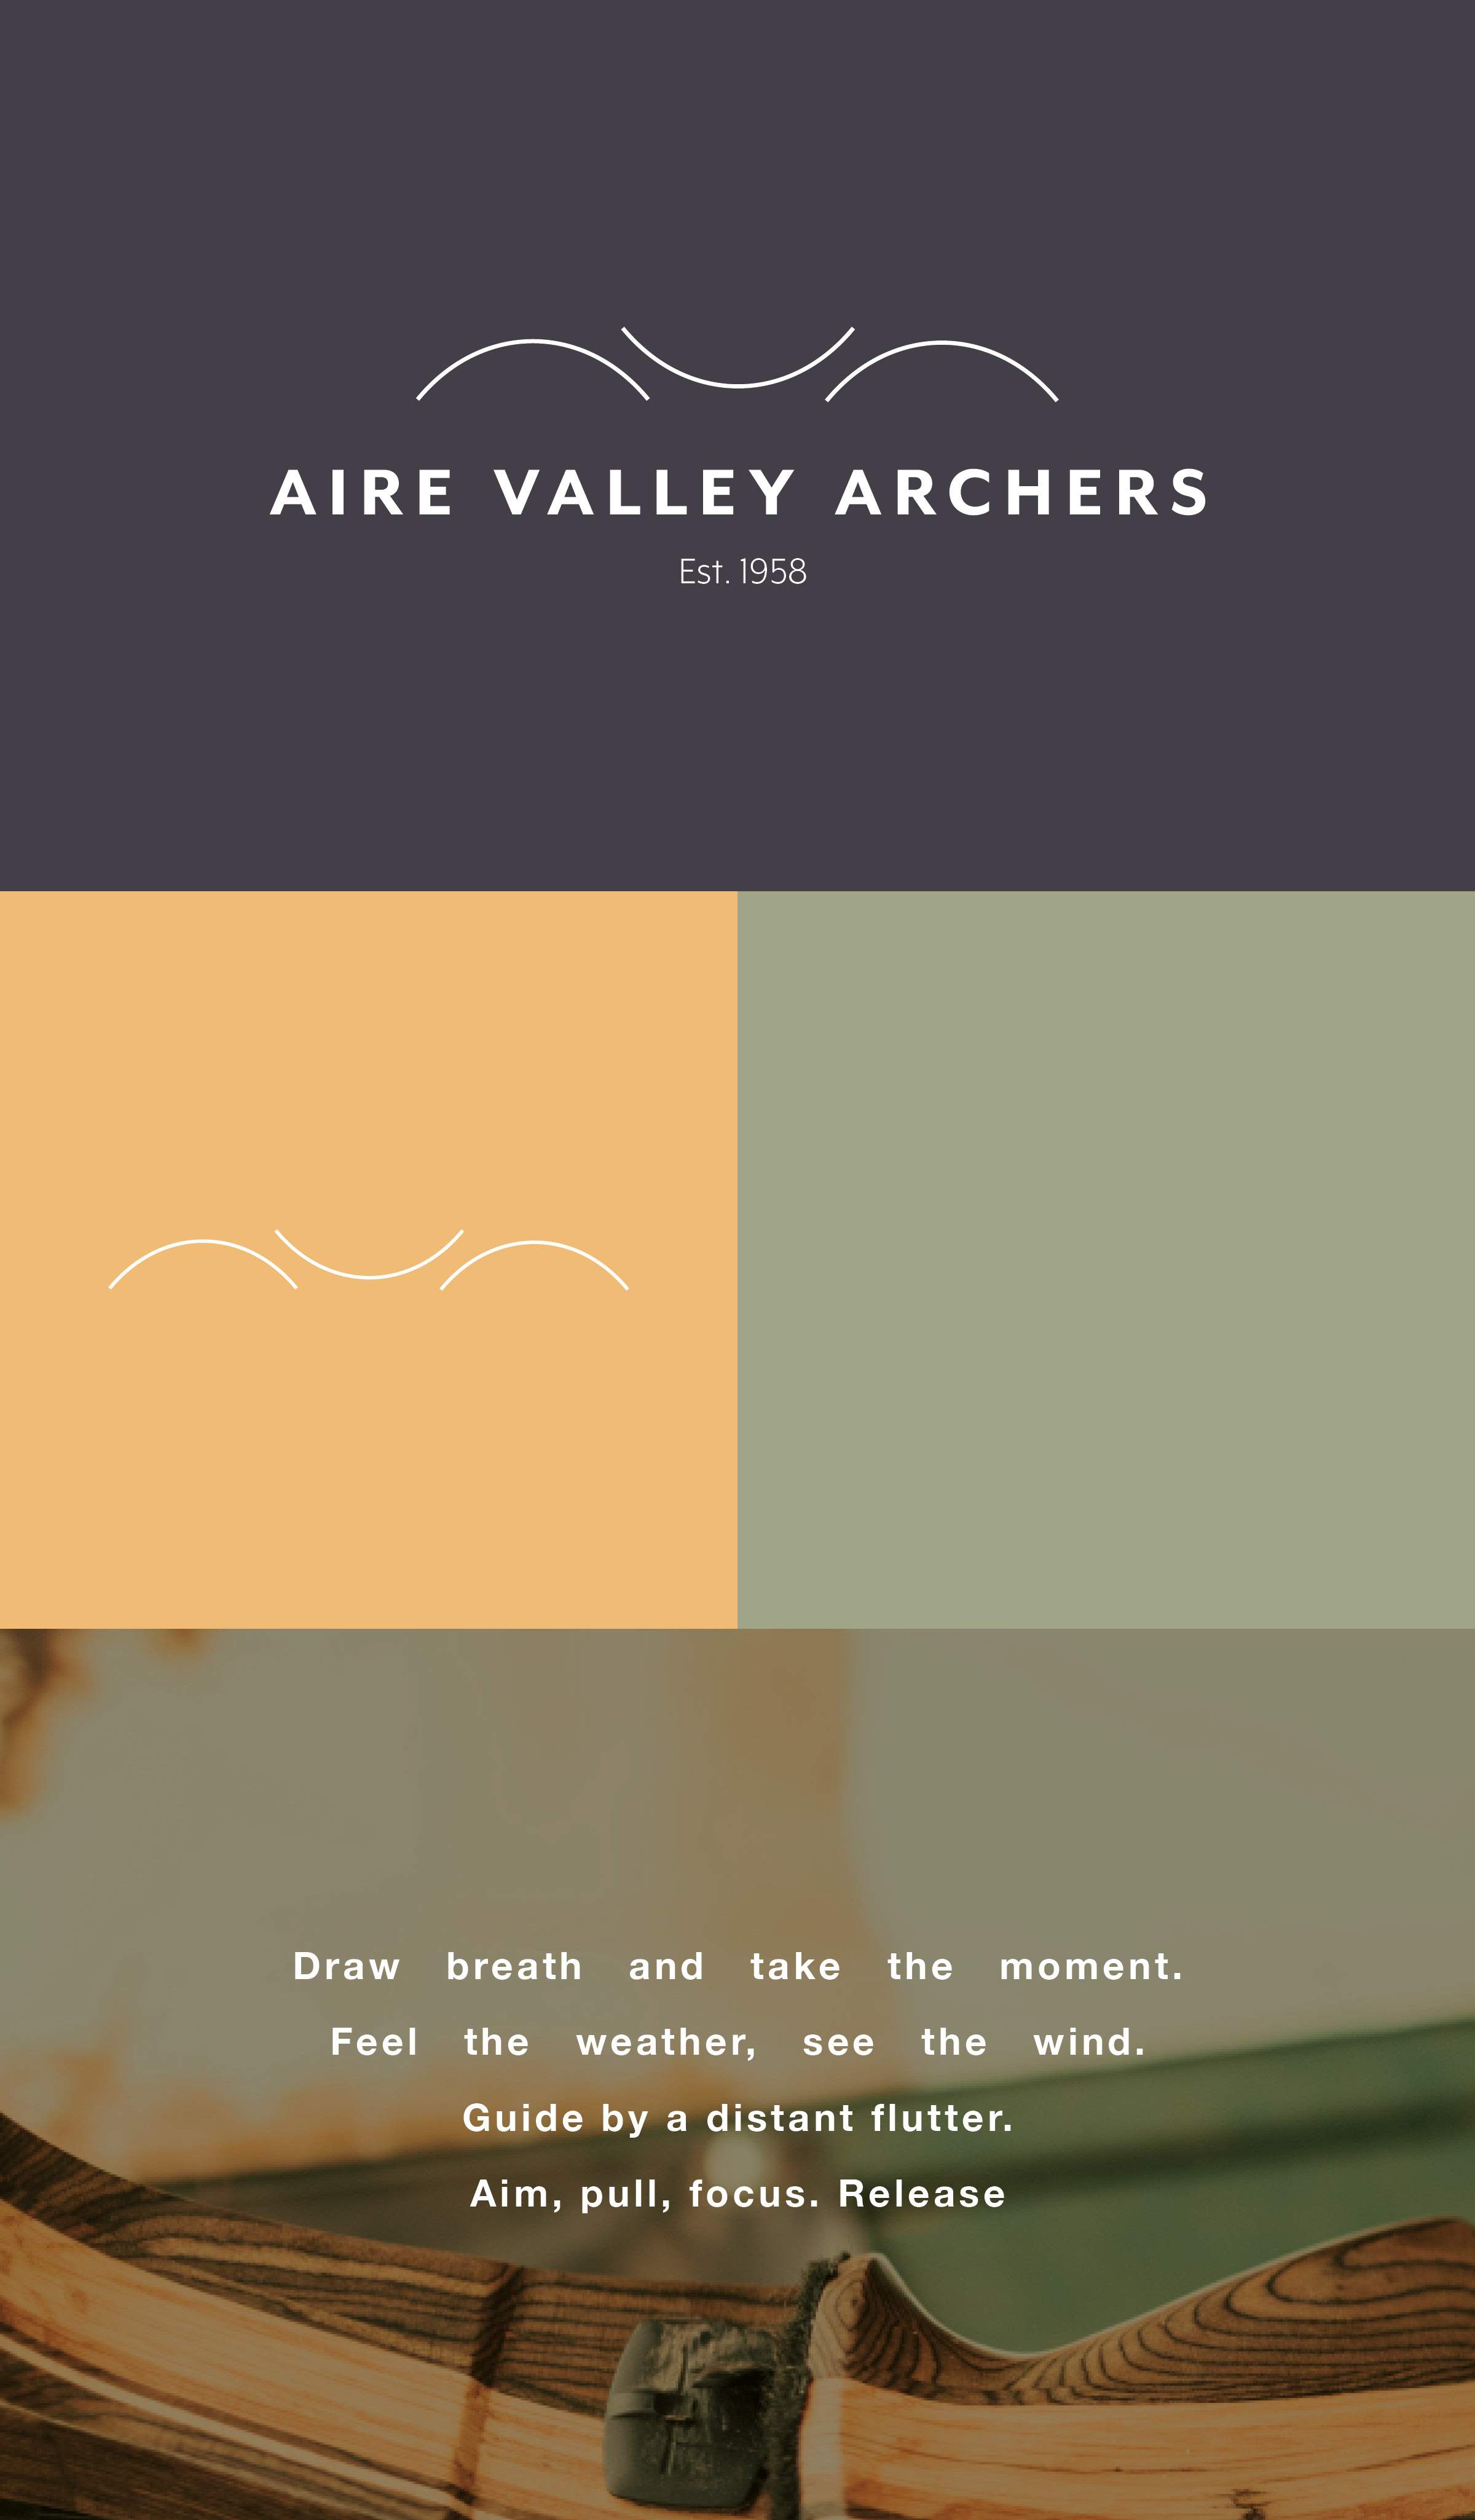 AIRE VALLEY ARCHERS
Est. 1958
Draw breath and take the moment.
Feel the weather, see the wind.
Guide by a distant flutter.
Aim, pull, focus. Release